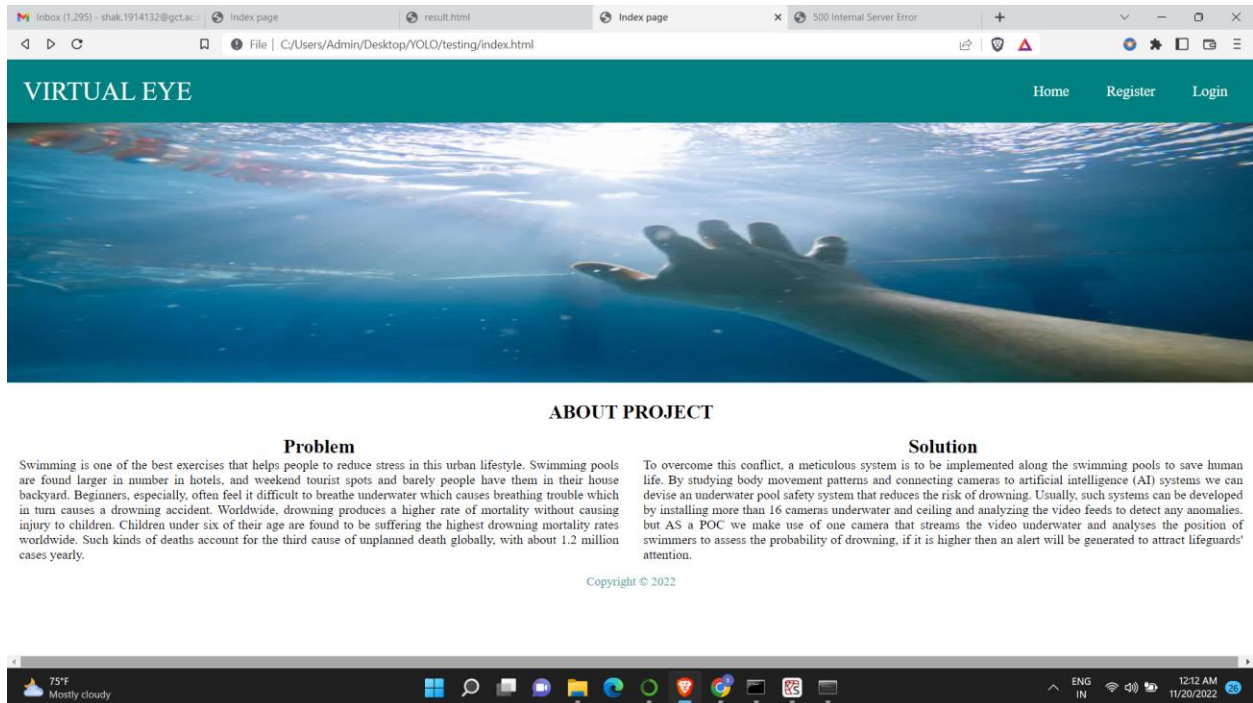 Inbox (1,295) - shak.1914132@gct.ac.i
Index page
result.html
Index page
500 Internal Server Error
File | C:/Users/Admin/Desktop/YOLO/testing/index.html
VIRTUAL EYE
Home Register Login
ABOUT PROJECT
Problem
Swimming is one of the best exercises that helps people to reduce stress in this urban lifestyle. Swimming pools
are found larger in number in hotels, and weekend tourist spots and barely people have them in their house
backyard. Beginners, especially, often feel it difficult to breathe underwater which causes breathing trouble which
in turn causes a drowning accident. Worldwide, drowning produces a higher rate of mortality without causing
injury to children. Children under six of their age are found to be suffering the highest drowning mortality rates
worldwide. Such kinds of deaths account for the third cause of unplanned death globally, with about 1.2 million
cases yearly.
Solution
To overcome this conflict, a meticulous system is to be implemented along the swimming pools to save human
life. By studying body movement patterns and connecting cameras to artificial intelligence (AI) systems we can
devise an underwater pool safety system that reduces the risk of drowning. Usually, such systems can be developed
by installing more than 16 cameras underwater and ceiling and analyzing the video feeds to detect any anomalies.
but AS a POC we make use of one camera that streams the video underwater and analyses the position of
swimmers to assess the probability of drowning, if it is higher then an alert will be generated to attract lifeguards'
attention.
Copyright © 2022
75°F
Mostly cloudy
ENG
IN
12:12 AM
11/20/2022
26